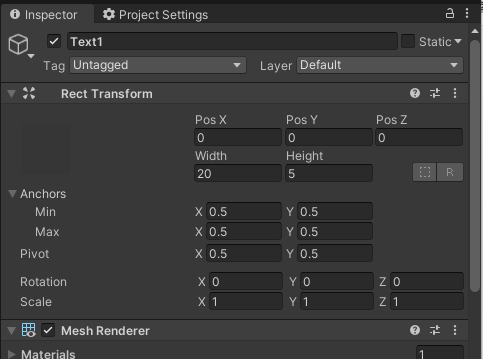 Inspector Project Settings
Text1 Static
Tag Untagged Layer Default
Rect Transform
Pos X Pos Y Pos Z
0 0 0
Width Height
20 5
R
Anchors
Min X 0.5 Y 0.5
Max X 0.5 Y 0.5
Pivot X 0.5 Y 0.5
Rotation X 0 Y 0 Z 0
Scale X 1 Y 1 Z 1
Mesh Renderer
Materials 1